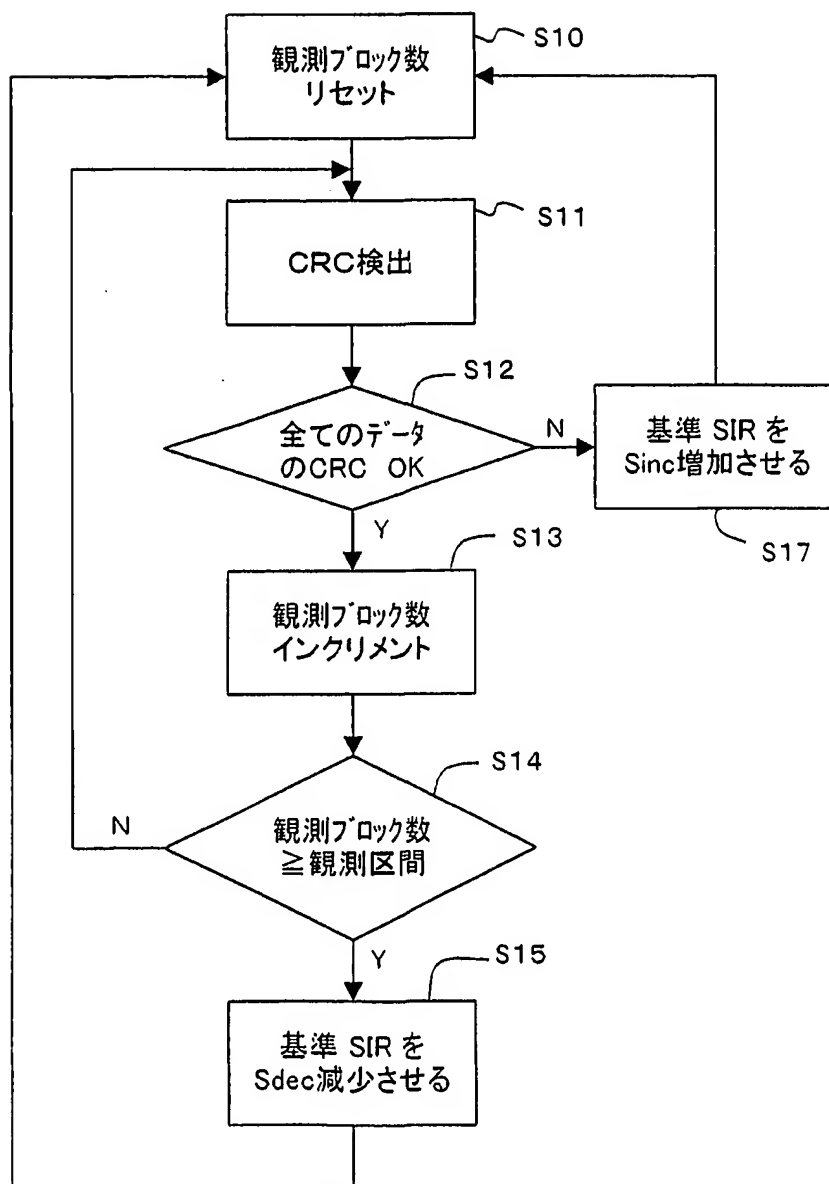 観測ブロック数
リセット
S10
CRC検出
S11
全てのデータ
のCRC OK
S12
N
基準 SIR を
Sinc増加させる
S17
Y
観測ブロック数
インクリメント
S13
観測ブロック数
≧観測区間
S14
N
Y
基準 SIR を
Sdec減少させる
S15